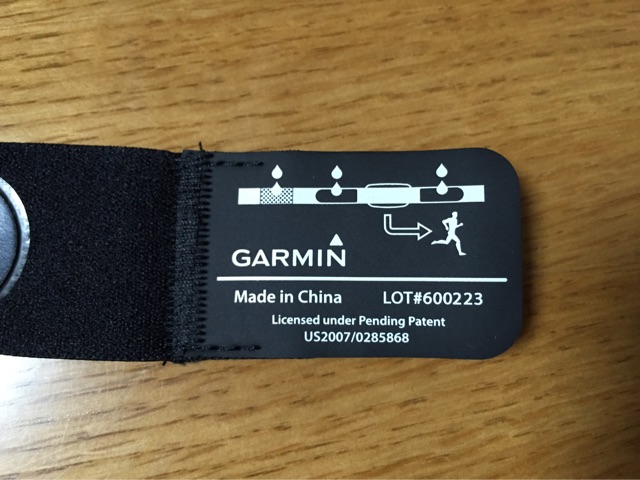 GARMIN
Made in China LOT#600223
Licensed under Pending Patent
US2007/0285868